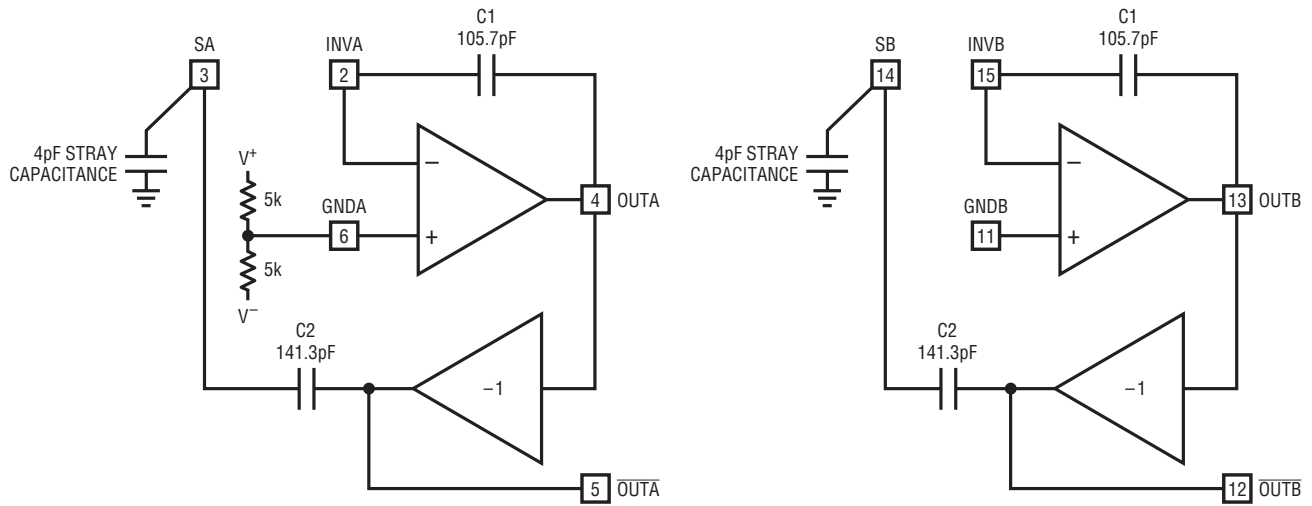 SA
3
4pF STRAY
CAPACITANCE
INVA
2
C1
105.7pF
−
V+
5k
GNDA
6
+
4
OUTA
5k
V−
C2
141.3pF
−1
5
O̅U̅T̅A̅
SB
14
4pF STRAY
CAPACITANCE
INVB
15
C1
105.7pF
−
GNDB
11
+
13
OUTB
C2
141.3pF
−1
12
O̅U̅T̅B̅